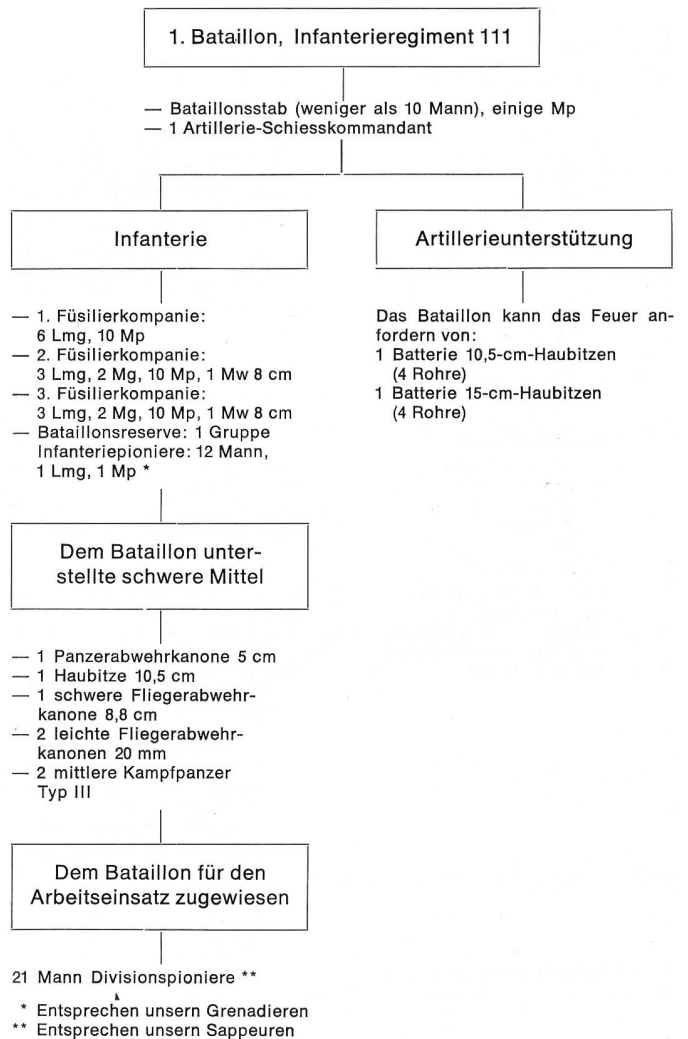 1. Bataillon, Infanterieregiment 111
— Bataillonsstab (weniger als 10 Mann), einige Mp
— 1 Artillerie-Schiesskommandant
Infanterie
— 1. Füsilierkompanie:
6 Lmg, 10 Mp
— 2. Füsilierkompanie:
3 Lmg, 2 Mg, 10 Mp, 1 Mw 8 cm
— 3. Füsilierkompanie:
3 Lmg, 2 Mg, 10 Mp, 1 Mw 8 cm
— Bataillonsreserve: 1 Gruppe
Infanteriepioniere: 12 Mann,
1 Lmg, 1 Mp *
Artillerieunterstützung
Das Bataillon kann das Feuer an-
fordern von:
1 Batterie 10,5-cm-Haubitzen
(4 Rohre)
1 Batterie 15-cm-Haubitzen
(4 Rohre)
Dem Bataillon unter-
stellte schwere Mittel
— 1 Panzerabwehrkanone 5 cm
— 1 Haubitze 10,5 cm
— 1 schwere Fliegerabwehr-
kanone 8,8 cm
— 2 leichte Fliegerabwehr-
kanonen 20 mm
— 2 mittlere Kampfpanzer
Typ III
Dem Bataillon für den
Arbeitseinsatz zugewiesen
21 Mann Divisionspioniere **
* Entsprechen unsern Grenadieren
** Entsprechen unsern Sappeuren